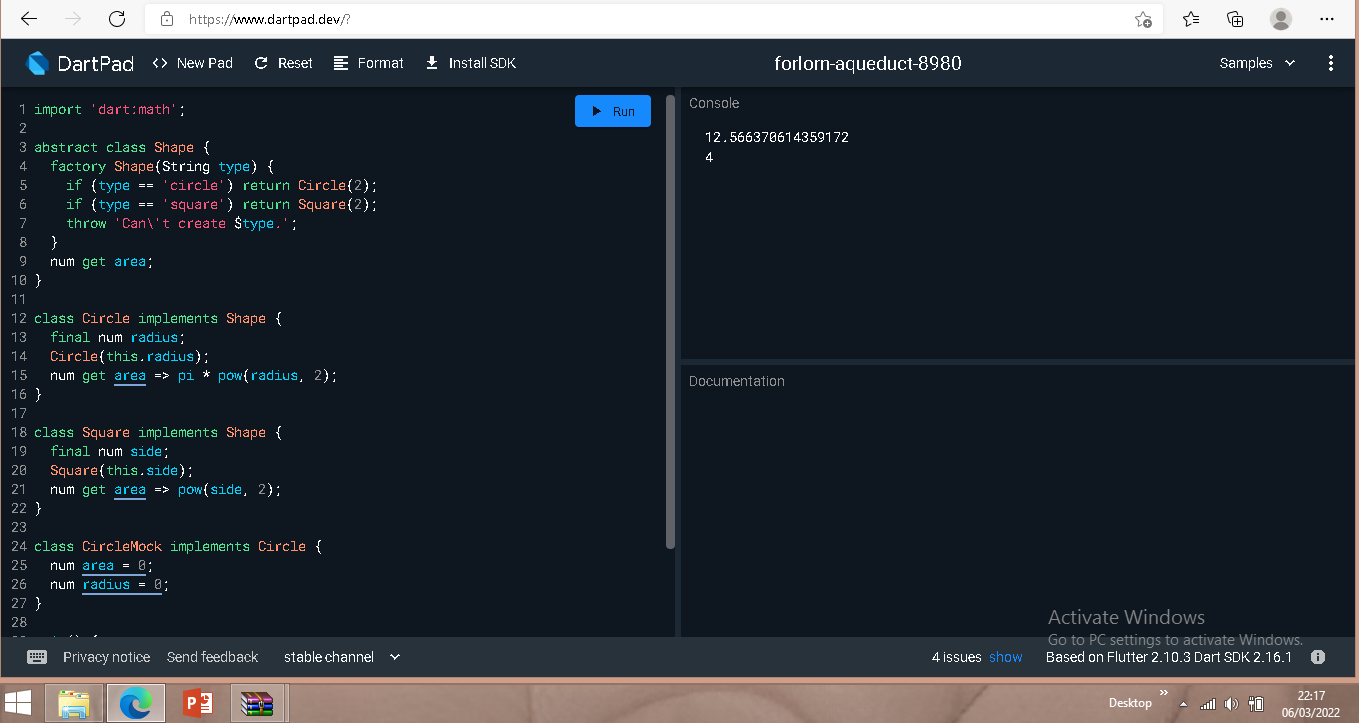 https://www.dartpad.dev/?
DartPad
<> New Pad
Reset
Format
Install SDK
forlorn-aqueduct-8980
Samples
Run
1 import 'dart:math';
2
3 abstract class Shape {
4   factory Shape(String type) {
5     if (type == 'circle') return Circle(2);
6     if (type == 'square') return Square(2);
7     throw 'Can\'t create $type.';
8   }
9   num get area;
10 }
11
12 class Circle implements Shape {
13   final num radius;
14   Circle(this.radius);
15   num get area => pi * pow(radius, 2);
16 }
17
18 class Square implements Shape {
19   final num side;
20   Square(this.side);
21   num get area => pow(side, 2);
22 }
23
24 class CircleMock implements Circle {
25   num area = 0;
26   num radius = 0;
27 }
28
Console
12.566370614359172
4
Documentation
Activate Windows
Go to PC settings to activate Windows.
Privacy notice
Send feedback
stable channel
4 issues show
Based on Flutter 2.10.3 Dart SDK 2.16.1
Desktop
22:17
06/03/2022